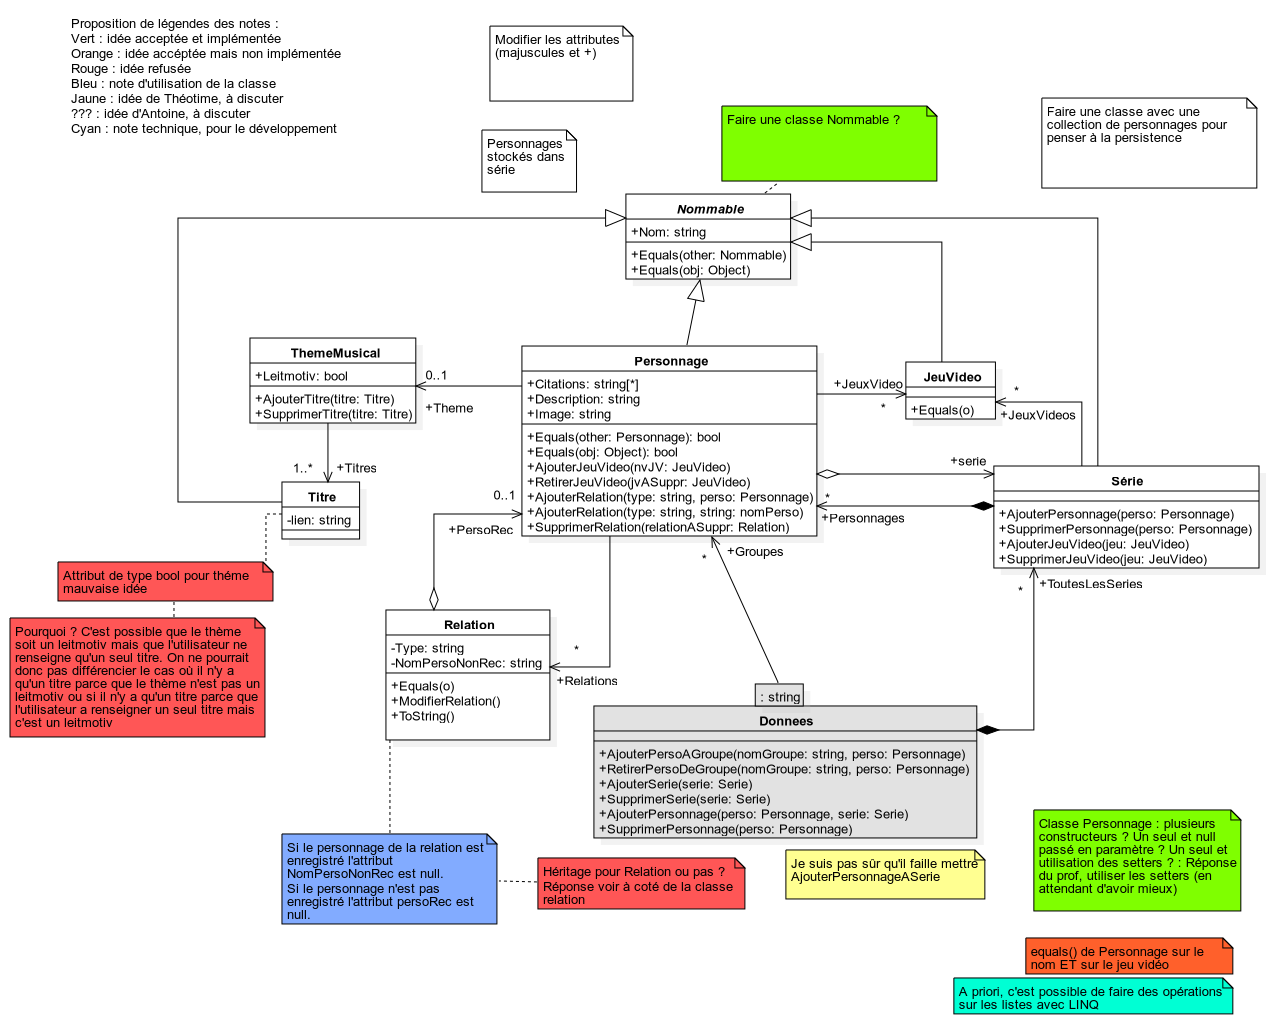 Proposition de légendes des notes :
Vert : idée acceptée et implémentée
Orange : idée accéptée mais non implémentée
Rouge : idée refusée
Bleu : note d'utilisation de la classe
Jaune : idée de Théotime, à discuter
??? : idée d'Antoine, à discuter
Cyan : note technique, pour le développement
Modifier les attributes
(majuscules et +)
Personnages
stockés dans
série
Faire une classe Nommable ?
Faire une classe avec une
collection de personnages pour
penser à la persistence
Nommable
+Nom: string
+Equals(other: Nommable)
+Equals(obj: Object)
ThemeMusical
+Leitmotiv: bool
+AjouterTitre(titre: Titre)
+SupprimerTitre(titre: Titre)
0..1
+Theme
Personnage
+Citations: string[*]
+Description: string
+Image: string
+Equals(other: Personnage): bool
+Equals(obj: Object): bool
+AjouterJeuVideo(nvJV: JeuVideo)
+RetirerJeuVideo(jvASuppr: JeuVideo)
+AjouterRelation(type: string, perso: Personnage)
+AjouterRelation(type: string, string: nomPerso)
+SupprimerRelation(relationASuppr: Relation)
+JeuxVideo
*
JeuVideo
+Equals(o)
*
+JeuxVideos
+serie
*
+Personnages
Série
+AjouterPersonnage(perso: Personnage)
+SupprimerPersonnage(perso: Personnage)
+AjouterJeuVideo(jeu: JeuVideo)
+SupprimerJeuVideo(jeu: JeuVideo)
1..*
+Titres
Titre
-lien: string
0..1
+PersoRec
*
+Groupes
*
+ToutesLesSeries
Attribut de type bool pour théme
mauvaise idée
Pourquoi ? C'est possible que le thème
soit un leitmotiv mais que l'utilisateur ne
renseigne qu'un seul titre. On ne pourrait
donc pas différencier le cas où il n'y a
qu'un titre parce que le thème n'est pas un
leitmotiv ou si il n'y a qu'un titre parce que
l'utilisateur a renseigner un seul titre mais
c'est un leitmotiv
Relation
-Type: string
-NomPersoNonRec: string
+Equals(o)
+ModifierRelation()
+ToString()
*
+Relations
: string
Donnees
+AjouterPersoAGroupe(nomGroupe: string, perso: Personnage)
+RetirerPersoDeGroupe(nomGroupe: string, perso: Personnage)
+AjouterSerie(serie: Serie)
+SupprimerSerie(serie: Serie)
+AjouterPersonnage(perso: Personnage, serie: Serie)
+SupprimerPersonnage(perso: Personnage)
Si le personnage de la relation est
enregistré l'attribut
NomPersoNonRec est null.
Si le personnage n'est pas
enregistré l'attribut persoRec est
null.
Héritage pour Relation ou pas ?
Réponse voir à coté de la classe
relation
Je suis pas sûr qu'il faille mettre
AjouterPersonnageASerie
Classe Personnage : plusieurs
constructeurs ? Un seul et null
passé en paramètre ? Un seul et
utilisation des setters ? : Réponse
du prof, utiliser les setters (en
attendant d'avoir mieux)
equals() de Personnage sur le
nom ET sur le jeu vidéo
A priori, c'est possible de faire des opérations
sur les listes avec LINQ